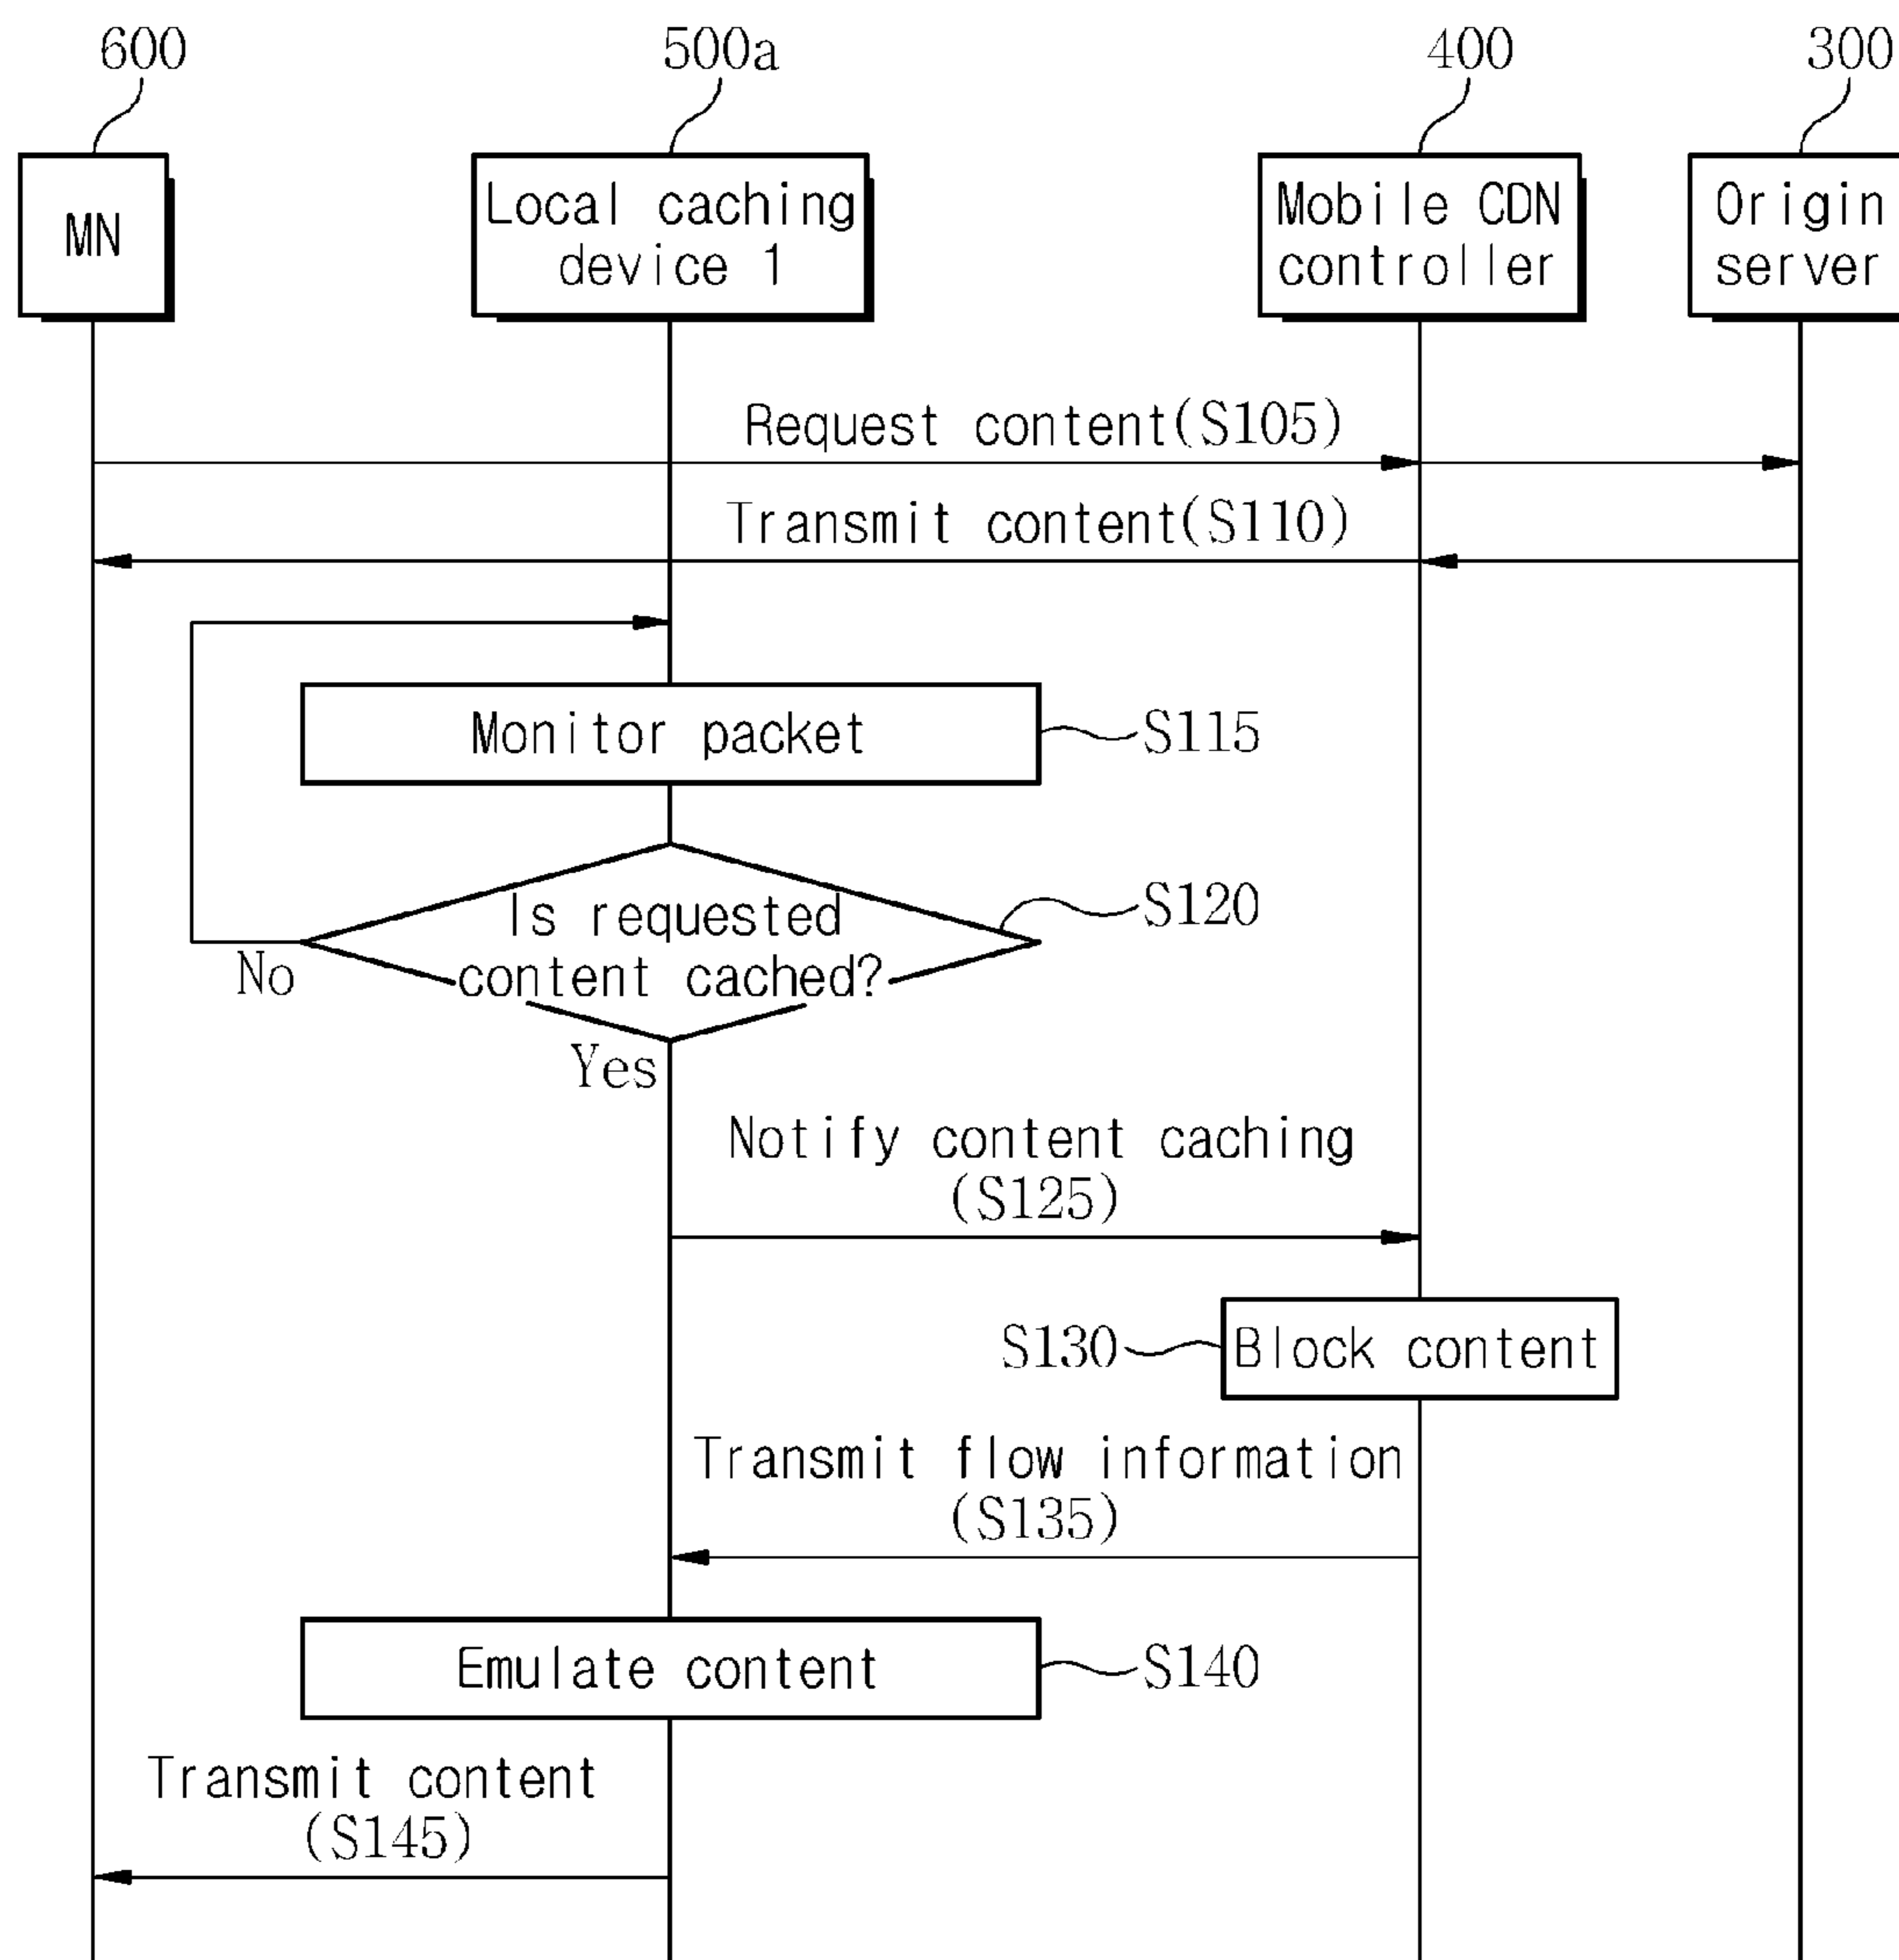 600
500a
400
300
MN
Local caching
device 1
Mobile CDN
controller
Origin
server
Request content(S105)
Transmit content(S110)
Monitor packet
S115
Is requested
content cached?
S120
No
Yes
Notify content caching
(S125)
S130
Block content
Transmit flow information
(S135)
Emulate content
S140
Transmit content
(S145)